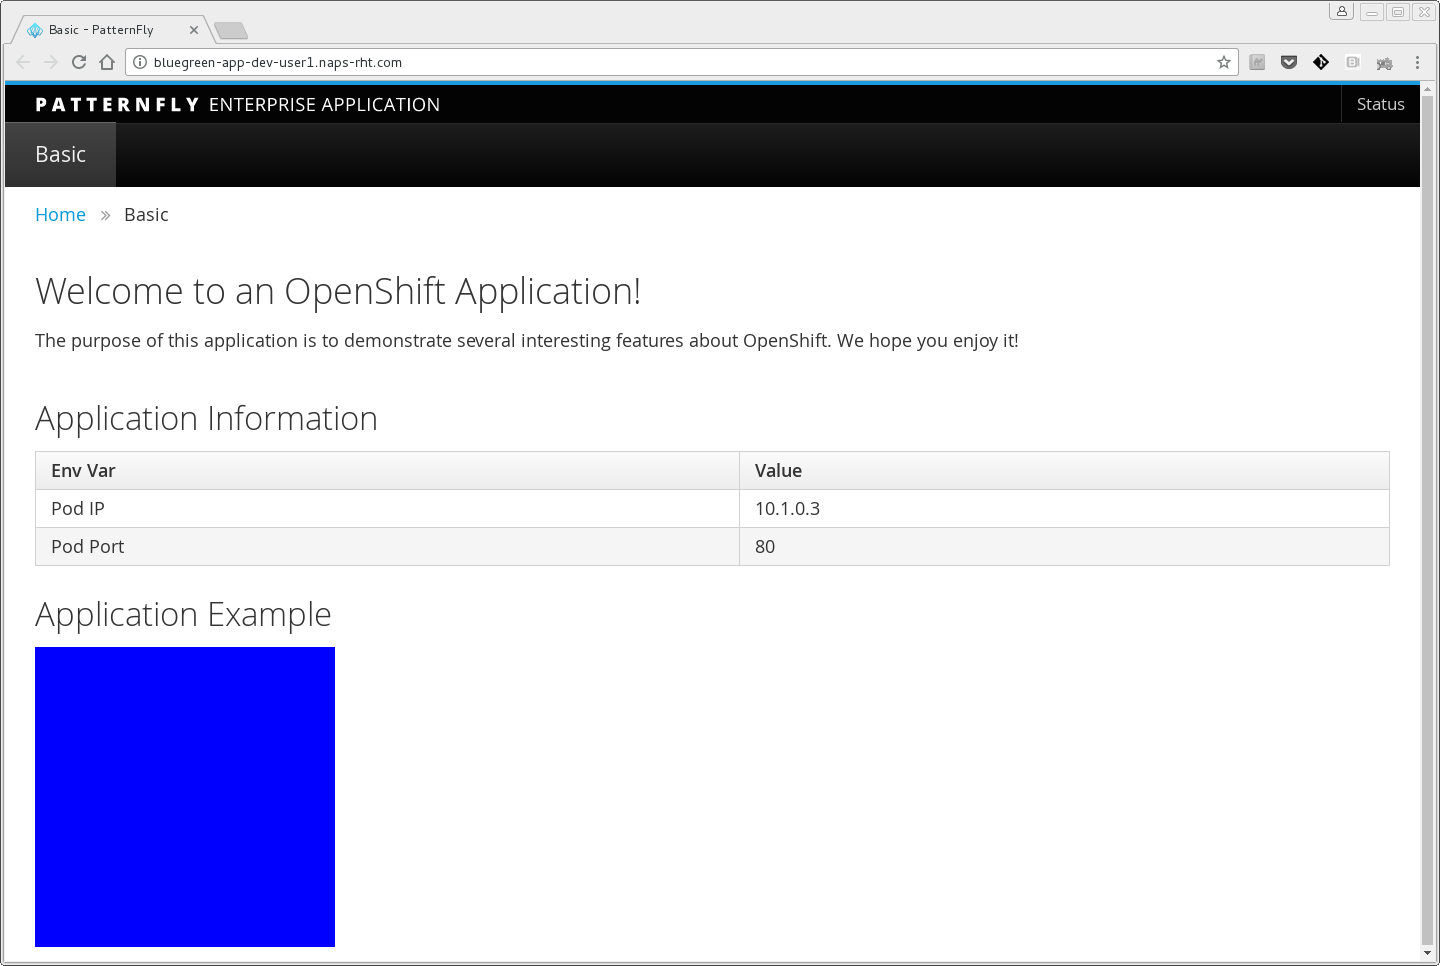 Basic - PatternFly
bluegreen-app-dev-user1.naps-rht.com
PATTERNFLY ENTERPRISE APPLICATION
Status
Basic
Home » Basic
Welcome to an OpenShift Application!
The purpose of this application is to demonstrate several interesting features about OpenShift. We hope you enjoy it!
Application Information
Env Var Value
Pod IP 10.1.0.3
Pod Port 80
Application Example